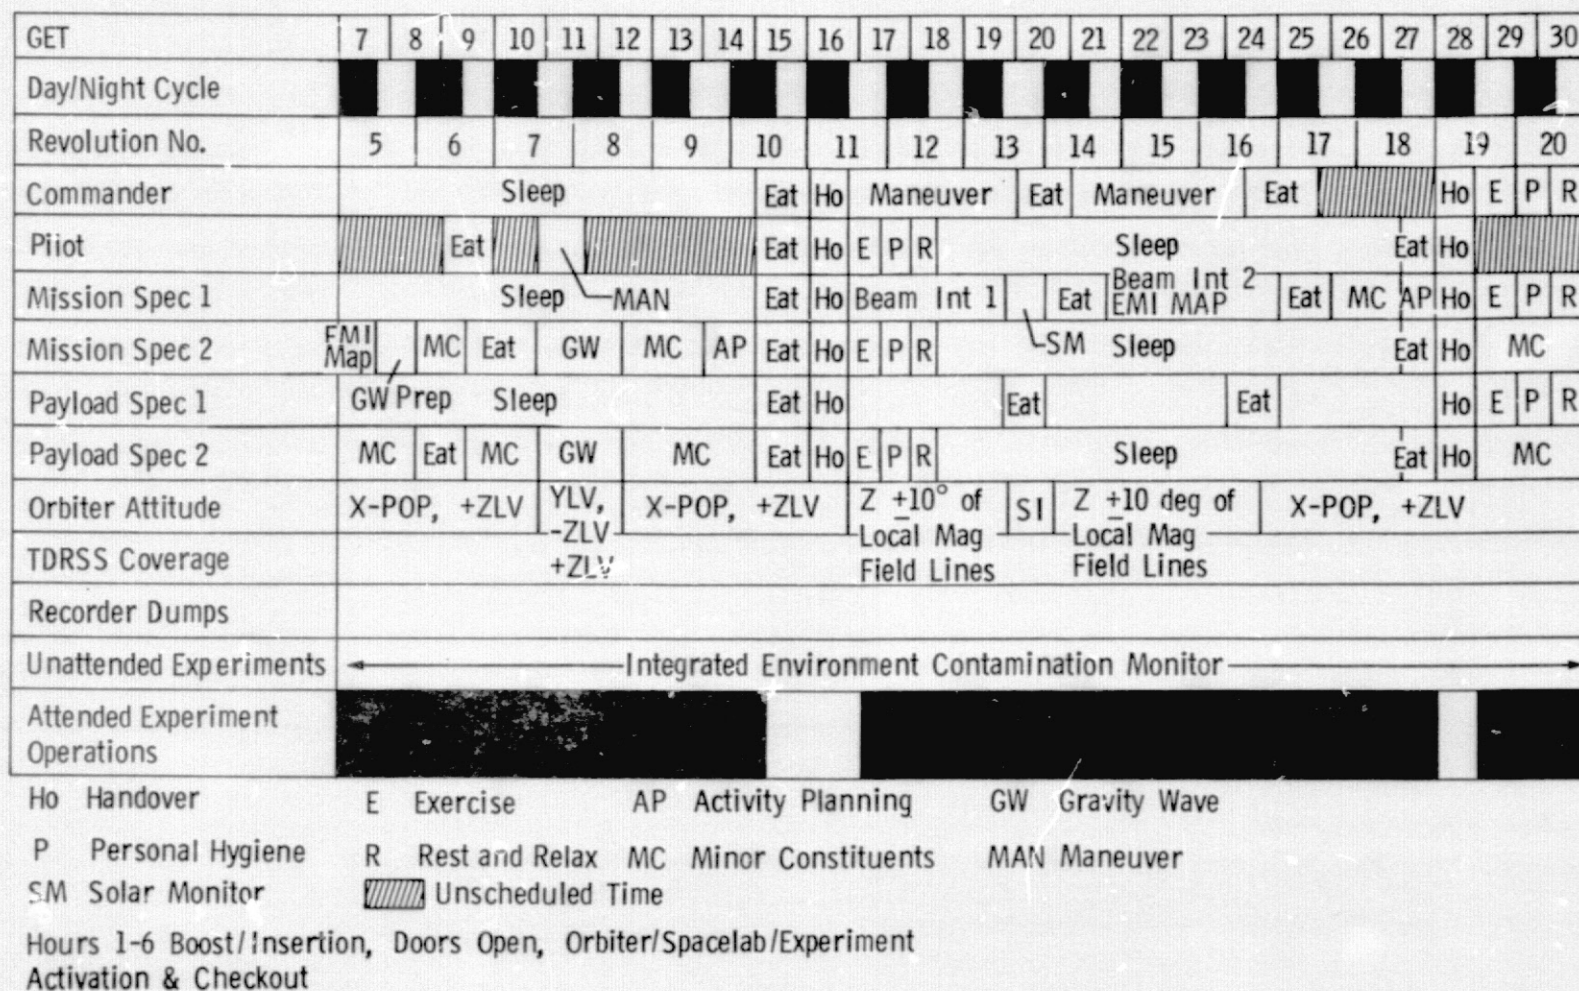 GET 7 8 9 10 11 12 13 14 15 16 17 18 19 20 21 22 23 24 25 26 27 28 29 30
Day/Night Cycle
Revolution No. 5 6 7 8 9 10 11 12 13 14 15 16 17 18 19 20
Commander Sleep Eat Ho Maneuver Eat Maneuver Eat Ho E P R
Pilot Eat Eat Ho E P R Sleep Eat Ho
Mission Spec 1 Sleep MAN Eat Ho Beam Int 1 Eat Beam Int 2 EMI MAP Eat MC AP Ho E P R
Mission Spec 2 EMI Map MC Eat GW MC AP Eat Ho E P R SM Sleep Eat Ho MC
Payload Spec 1 GW Prep Sleep Eat Ho Eat Eat Ho E P R
Payload Spec 2 MC Eat MC GW MC Eat Ho E P R Sleep Eat Ho MC
Orbiter Attitude X-POP, +ZLV YLV, -ZLV +ZLV X-POP, +ZLV Z ±10° of Local Mag Field Lines SI Z ±10 deg of Local Mag Field Lines X-POP, +ZLV
TDRSS Coverage
Recorder Dumps
Unattended Experiments Integrated Environment Contamination Monitor
Attended Experiment
Operations
Ho Handover E Exercise AP Activity Planning GW Gravity Wave
P Personal Hygiene R Rest and Relax MC Minor Constituents MAN Maneuver
SM Solar Monitor Unscheduled Time
Hours 1-6 Boost/Insertion, Doors Open, Orbiter/Spacelab/Experiment
Activation & Checkout